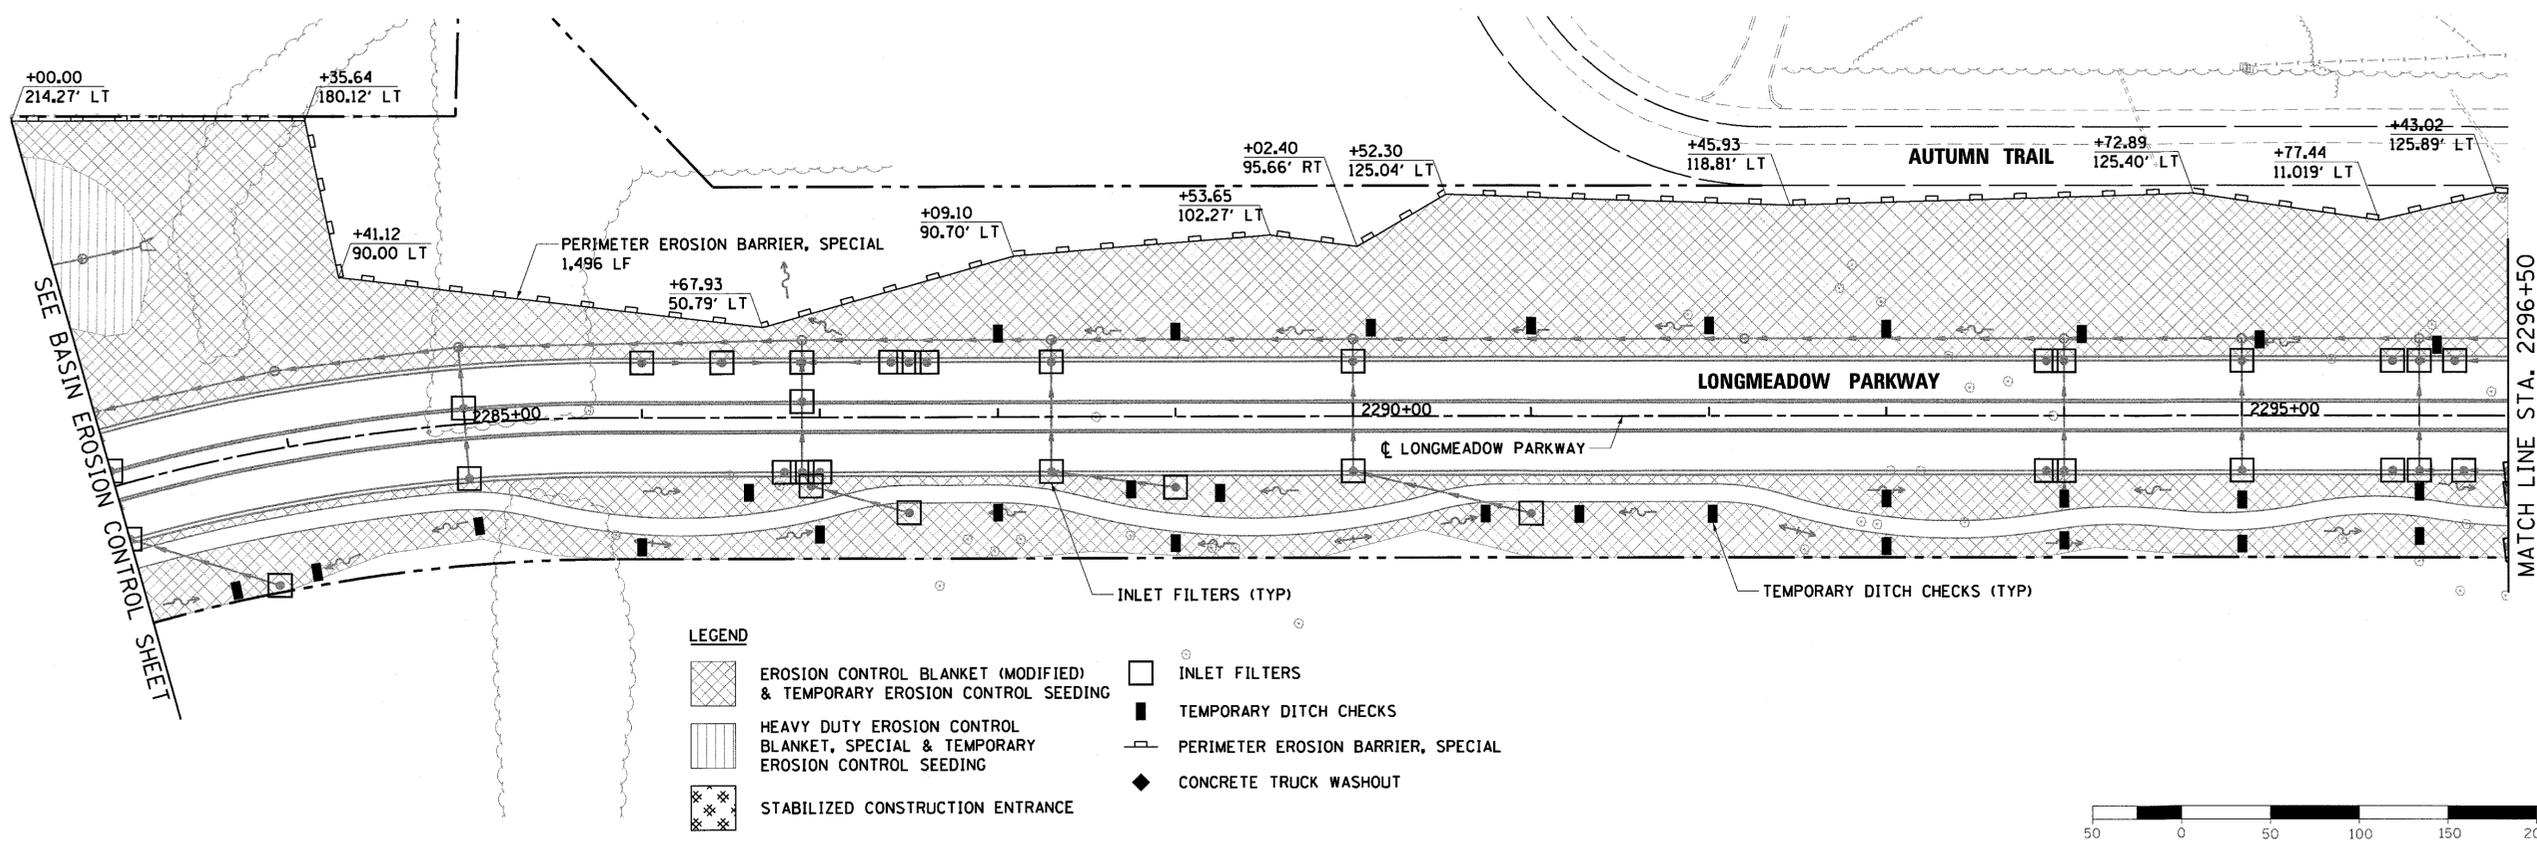 +00.00
214.27' LT
+35.64
180.12' LT
+41.12
90.00 LT
PERIMETER EROSION BARRIER, SPECIAL
1,496 LF
+67.93
50.79' LT
+09.10
90.70' LT
+53.65
102.27' LT
+02.40
95.66' RT
+52.30
125.04' LT
+45.93
118.81' LT
AUTUMN TRAIL
+72.89
125.40' LT
+77.44
11.019' LT
+43.02
125.89' LT
SEE BASIN EROSION CONTROL SHEET
LONGMEADOW PARKWAY
2285+00
2290+00
2295+00
℄ LONGMEADOW PARKWAY
MATCH LINE STA. 2296+50
INLET FILTERS (TYP)
TEMPORARY DITCH CHECKS (TYP)
LEGEND
EROSION CONTROL BLANKET (MODIFIED)
& TEMPORARY EROSION CONTROL SEEDING
HEAVY DUTY EROSION CONTROL
BLANKET, SPECIAL & TEMPORARY
EROSION CONTROL SEEDING
STABILIZED CONSTRUCTION ENTRANCE
INLET FILTERS
TEMPORARY DITCH CHECKS
PERIMETER EROSION BARRIER, SPECIAL
CONCRETE TRUCK WASHOUT
50 0 50 100 150